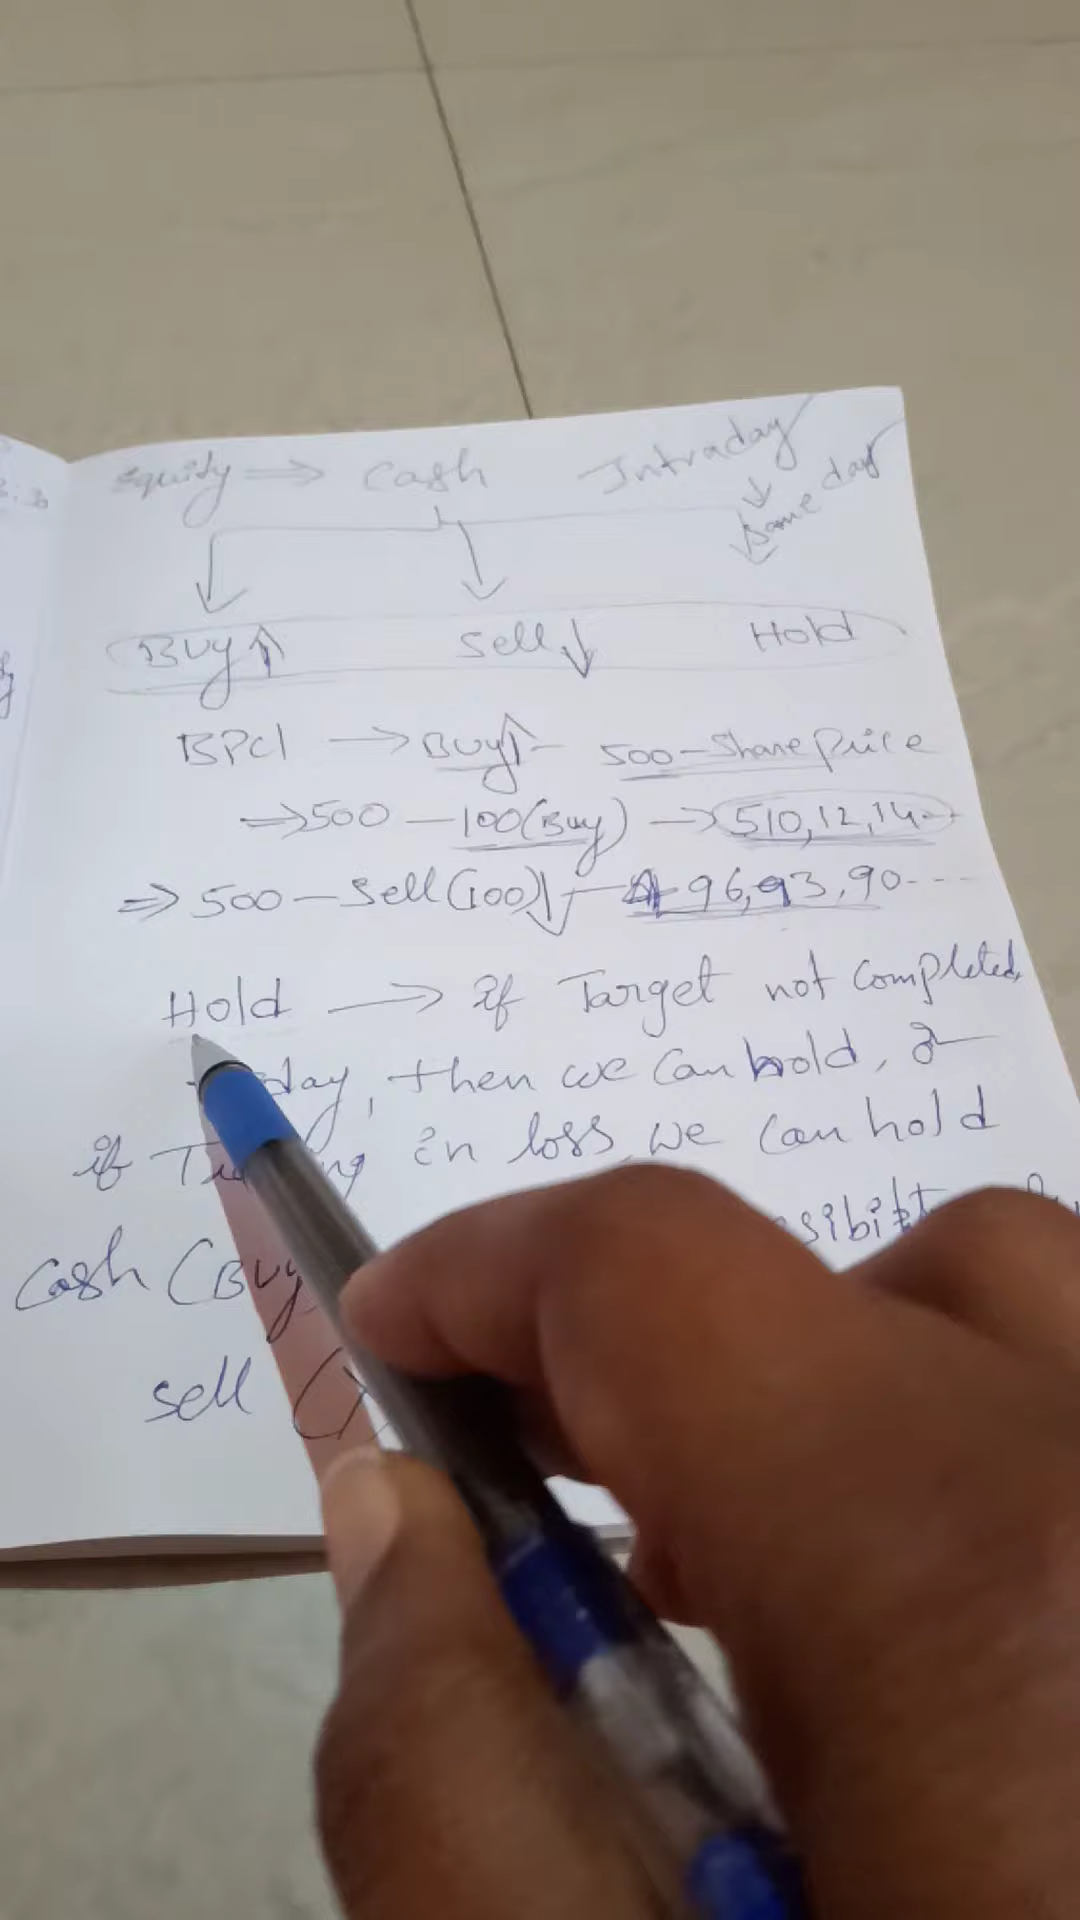 Equity ⇒ Cash Intraday
↓ Same day
Buy↑ Sell↓ Hold
BPCl → Buy↑ - 500 - Share Price
⇒ 500 — 100(Buy) → 510, 12, 14..
⇒ 500 — Sell (100)↓ — 96, 93, 90----
Hold → if Target not completed,
day, then we can hold, or
if in loss, we can hold
Cash (Buy
sell (